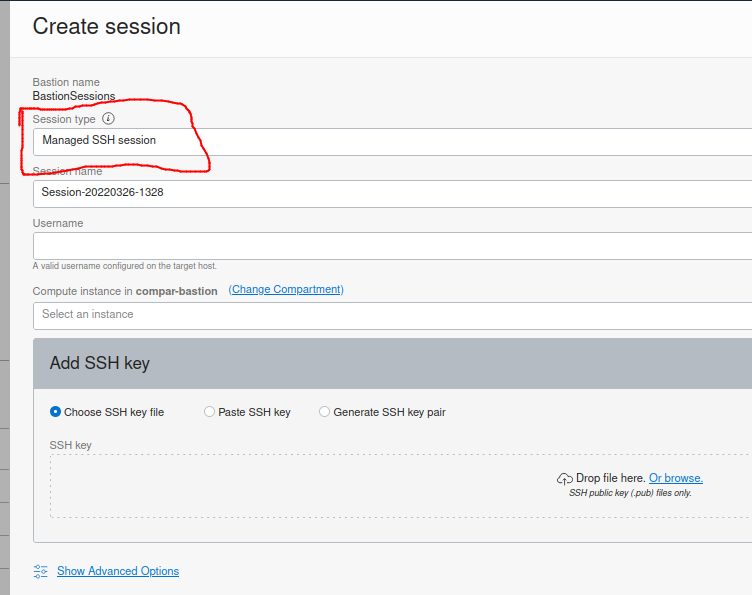 Create session
Bastion name
BastionSessions
Session type i
Managed SSH session
Session name
Session-20220326-1328
Username
A valid username configured on the target host.
Compute instance in compar-bastion (Change Compartment)
Select an instance
Add SSH key
Choose SSH key file Paste SSH key Generate SSH key pair
SSH key
Drop file here. Or browse.
SSH public key (.pub) files only.
Show Advanced Options